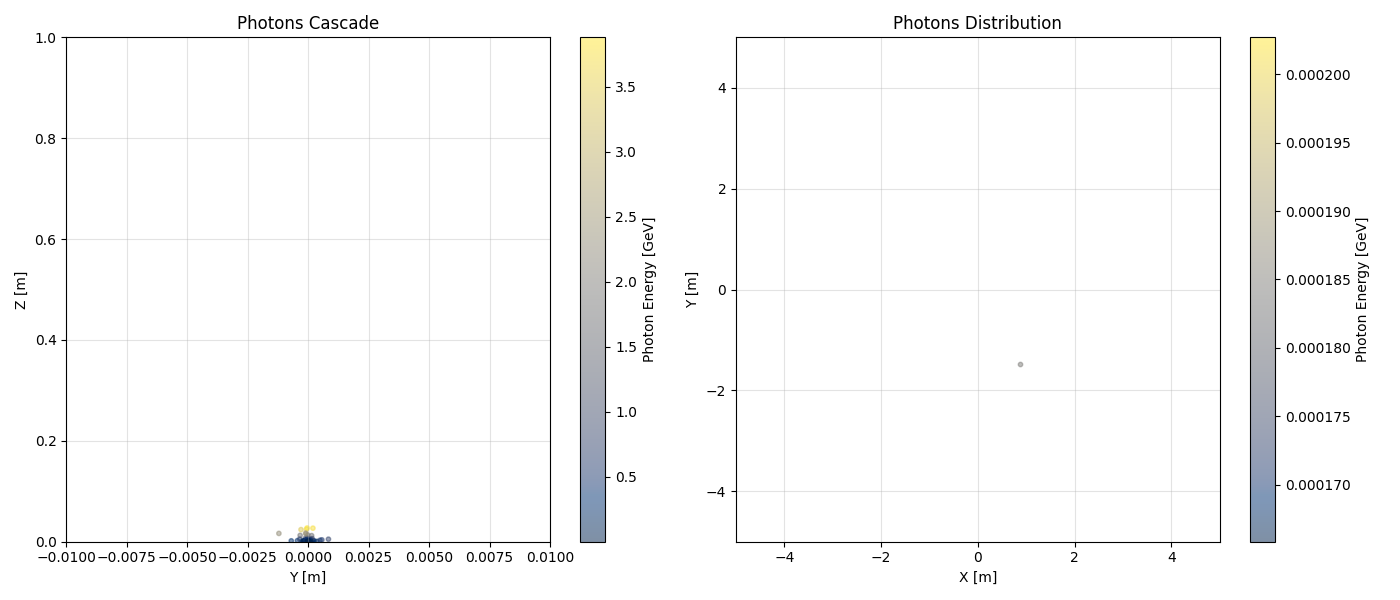 Photons Cascade
1.0
0.8
0.6
0.4
0.2
0.0
Z [m]
−0.0100 −0.0075 −0.0050 −0.0025 0.0000 0.0025 0.0050 0.0075 0.0100
Y [m]
3.5
3.0
2.5
2.0
1.5
1.0
0.5
Photon Energy [GeV]
Photons Distribution
4
2
0
−2
−4
Y [m]
−4 −2 0 2 4
X [m]
0.000200
0.000195
0.000190
0.000185
0.000180
0.000175
0.000170
Photon Energy [GeV]